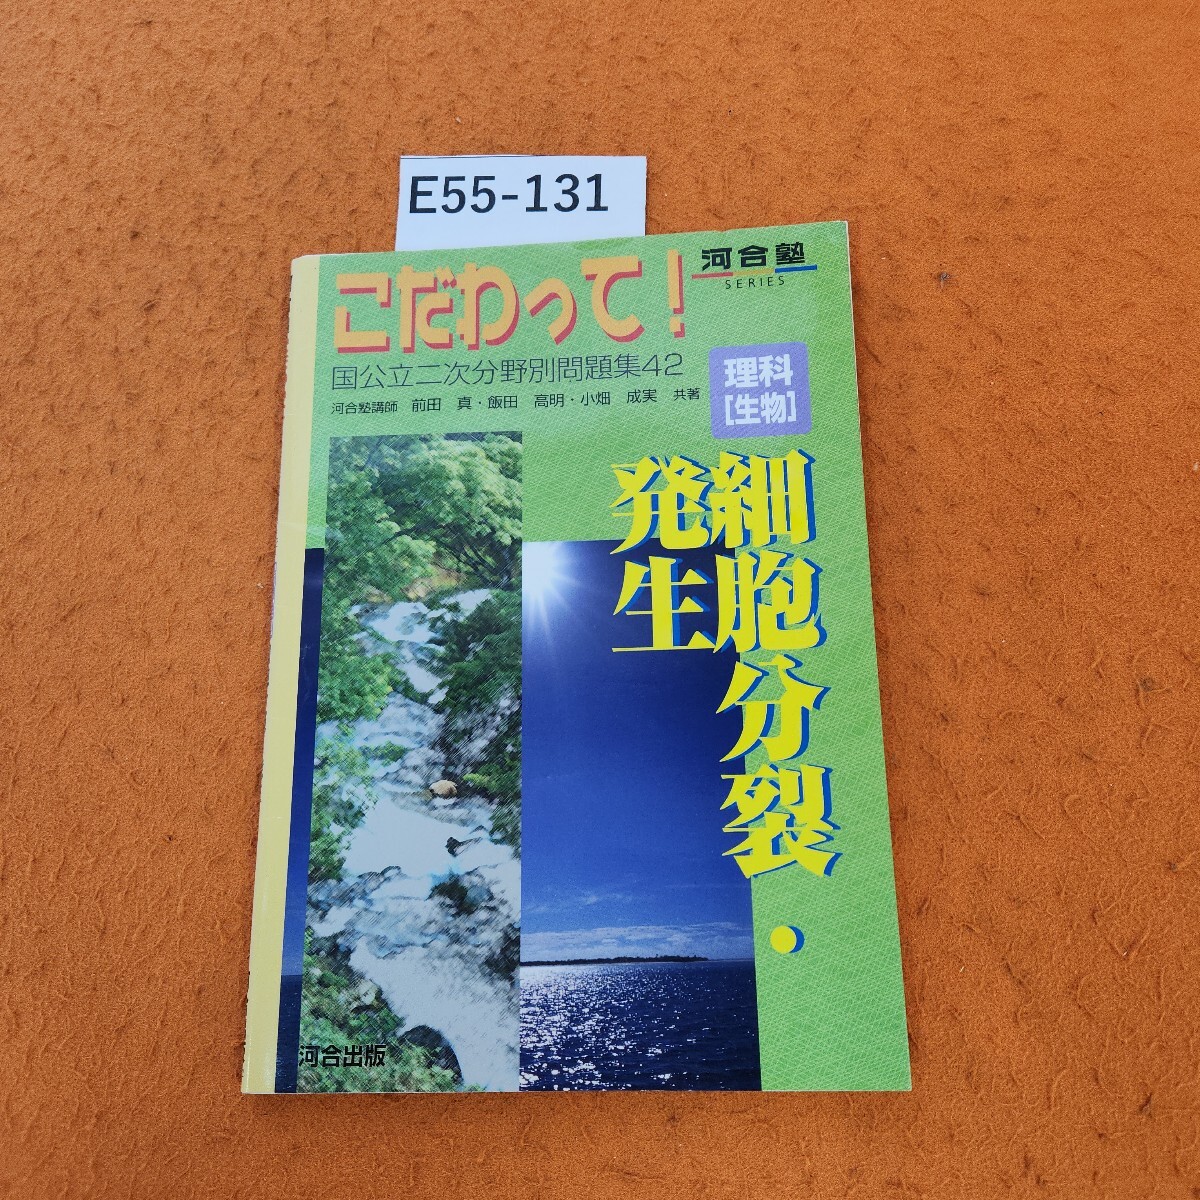 E55-131
河合塾
SERIES
こだわって!
国公立二次分野別問題集42
河合塾講師 前田 真・飯田 高明・小畑 成実 共著
理科
[生物]
細胞分裂・
発生
河合出版